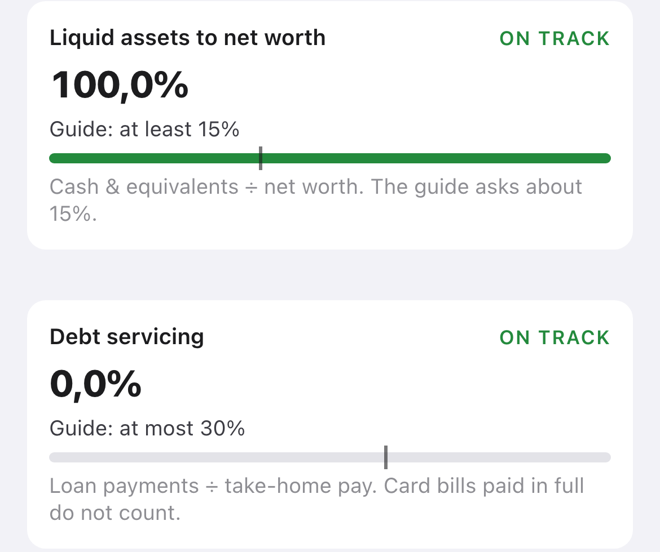 Liquid assets to net worth ON TRACK
100,0%
Guide: at least 15%
Cash & equivalents ÷ net worth. The guide asks about
15%.
Debt servicing ON TRACK
0,0%
Guide: at most 30%
Loan payments ÷ take-home pay. Card bills paid in full
do not count.